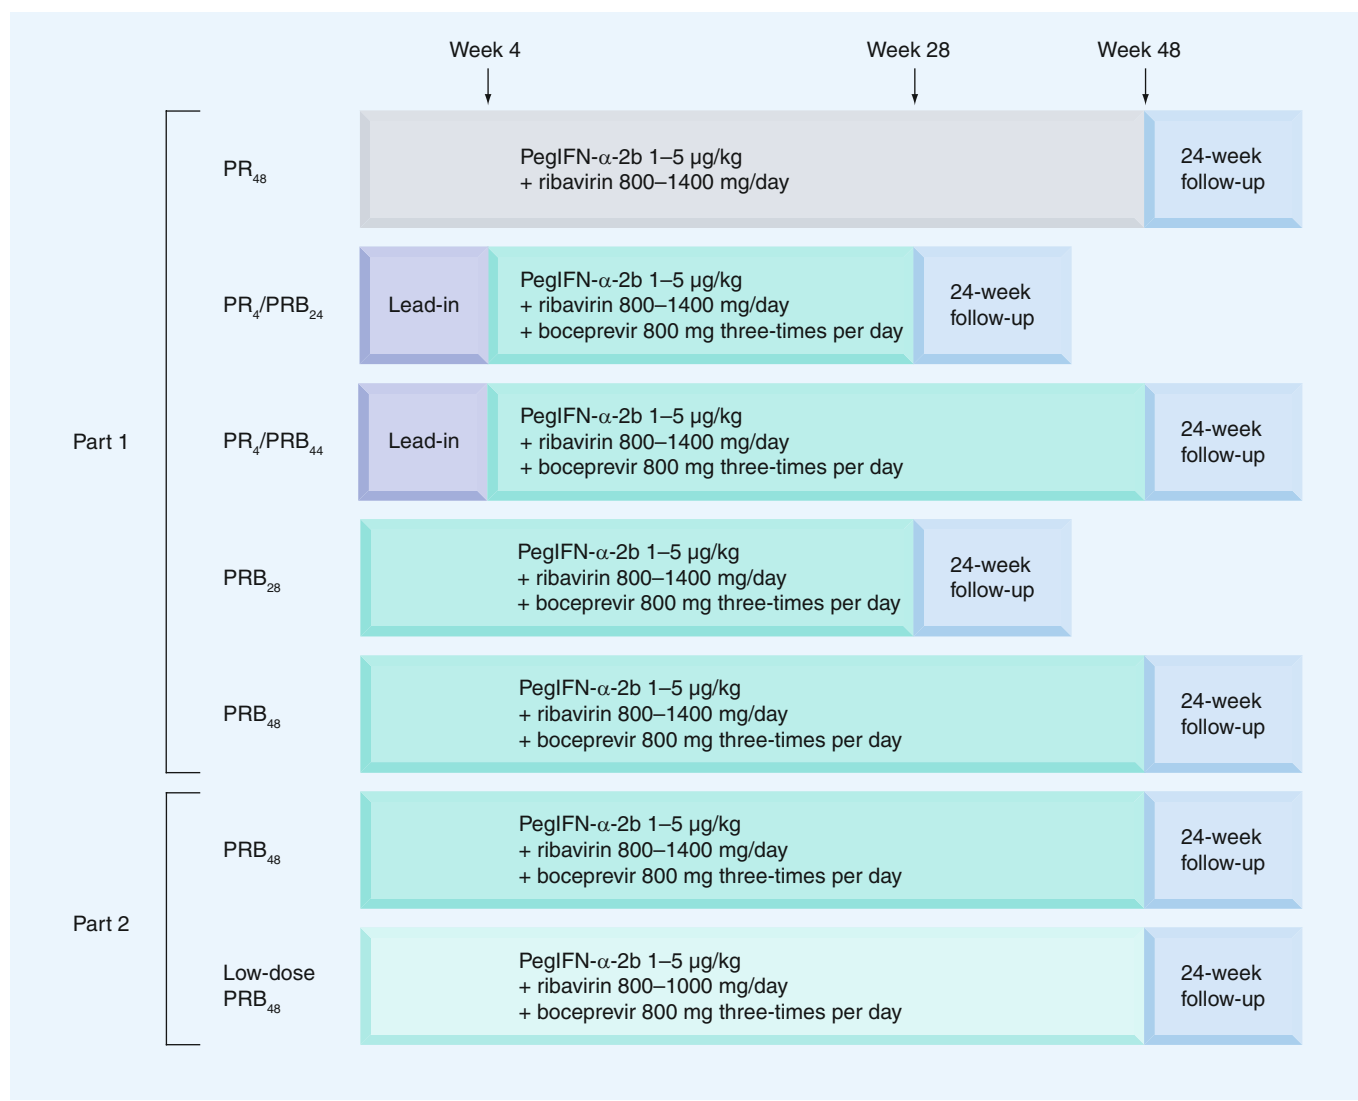 Week 4
Week 28
Week 48
Part 1
PR48
PegIFN-α-2b 1–5 µg/kg
+ ribavirin 800–1400 mg/day
24-week
follow-up
PR4/PRB24
Lead-in
PegIFN-α-2b 1–5 µg/kg
+ ribavirin 800–1400 mg/day
+ boceprevir 800 mg three-times per day
24-week
follow-up
PR4/PRB44
Lead-in
PegIFN-α-2b 1–5 µg/kg
+ ribavirin 800–1400 mg/day
+ boceprevir 800 mg three-times per day
24-week
follow-up
PRB28
PegIFN-α-2b 1–5 µg/kg
+ ribavirin 800–1400 mg/day
+ boceprevir 800 mg three-times per day
24-week
follow-up
PRB48
PegIFN-α-2b 1–5 µg/kg
+ ribavirin 800–1400 mg/day
+ boceprevir 800 mg three-times per day
24-week
follow-up
Part 2
PRB48
PegIFN-α-2b 1–5 µg/kg
+ ribavirin 800–1400 mg/day
+ boceprevir 800 mg three-times per day
24-week
follow-up
Low-dose
PRB48
PegIFN-α-2b 1–5 µg/kg
+ ribavirin 800–1000 mg/day
+ boceprevir 800 mg three-times per day
24-week
follow-up